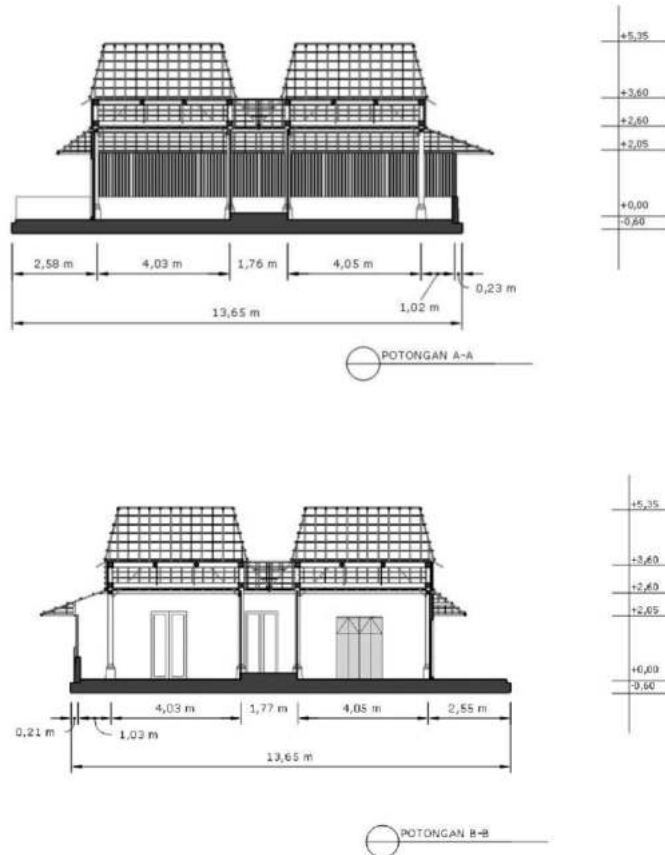 +5,35
+3,60
+2,60
+2,05
+0,00
-0,60
2,58 m
4,03 m
1,76 m
4,05 m
0,23 m
1,02 m
13,65 m
POTONGAN A-A
+5,35
+3,60
+2,60
+2,05
+0,00
-0,60
4,03 m
1,77 m
4,05 m
2,55 m
0,21 m
1,03 m
13,65 m
POTONGAN B-B